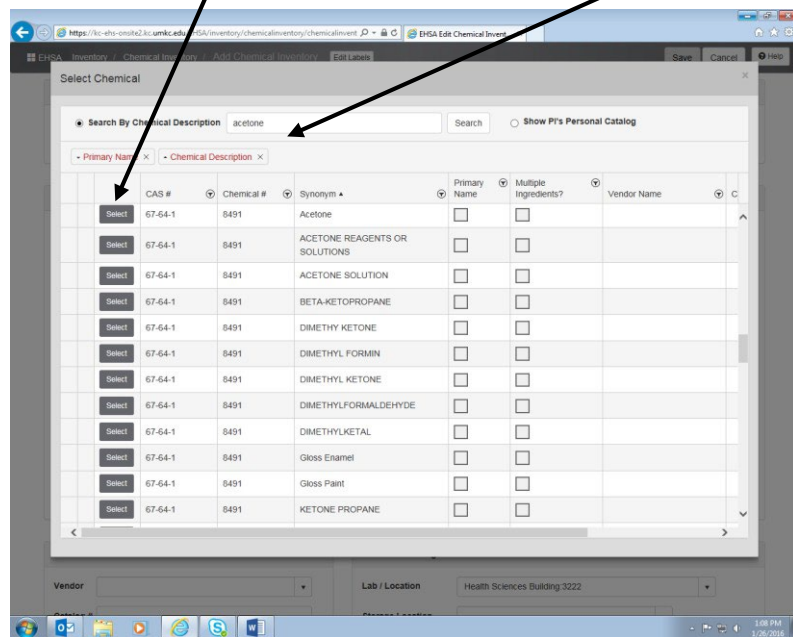 https://kc-ehs-onsite2.kc.umkc.edu HSA/inventory/chemicalinventory/chemicalinvent EHSA Edit Chemical Invent...
EHSA Inventory / Chemical Inventory / Add Chemical Inventory Edit Labels Save Cancel Help
Select Chemical ×
Search By Chemical Description acetone Search Show PI's Personal Catalog
- Primary Name × - Chemical Description ×
CAS # Chemical # Synonym Primary Name Multiple Ingredients? Vendor Name C
Select 67-64-1 8491 Acetone
Select 67-64-1 8491 ACETONE REAGENTS OR SOLUTIONS
Select 67-64-1 8491 ACETONE SOLUTION
Select 67-64-1 8491 BETA-KETOPROPANE
Select 67-64-1 8491 DIMETHY KETONE
Select 67-64-1 8491 DIMETHYL FORMIN
Select 67-64-1 8491 DIMETHYL KETONE
Select 67-64-1 8491 DIMETHYLFORMALDEHYDE
Select 67-64-1 8491 DIMETHYLKETAL
Select 67-64-1 8491 Gloss Enamel
Select 67-64-1 8491 Gloss Paint
Select 67-64-1 8491 KETONE PROPANE
Vendor Lab / Location Health Sciences Building:3222
1:08 PM
1/26/2016